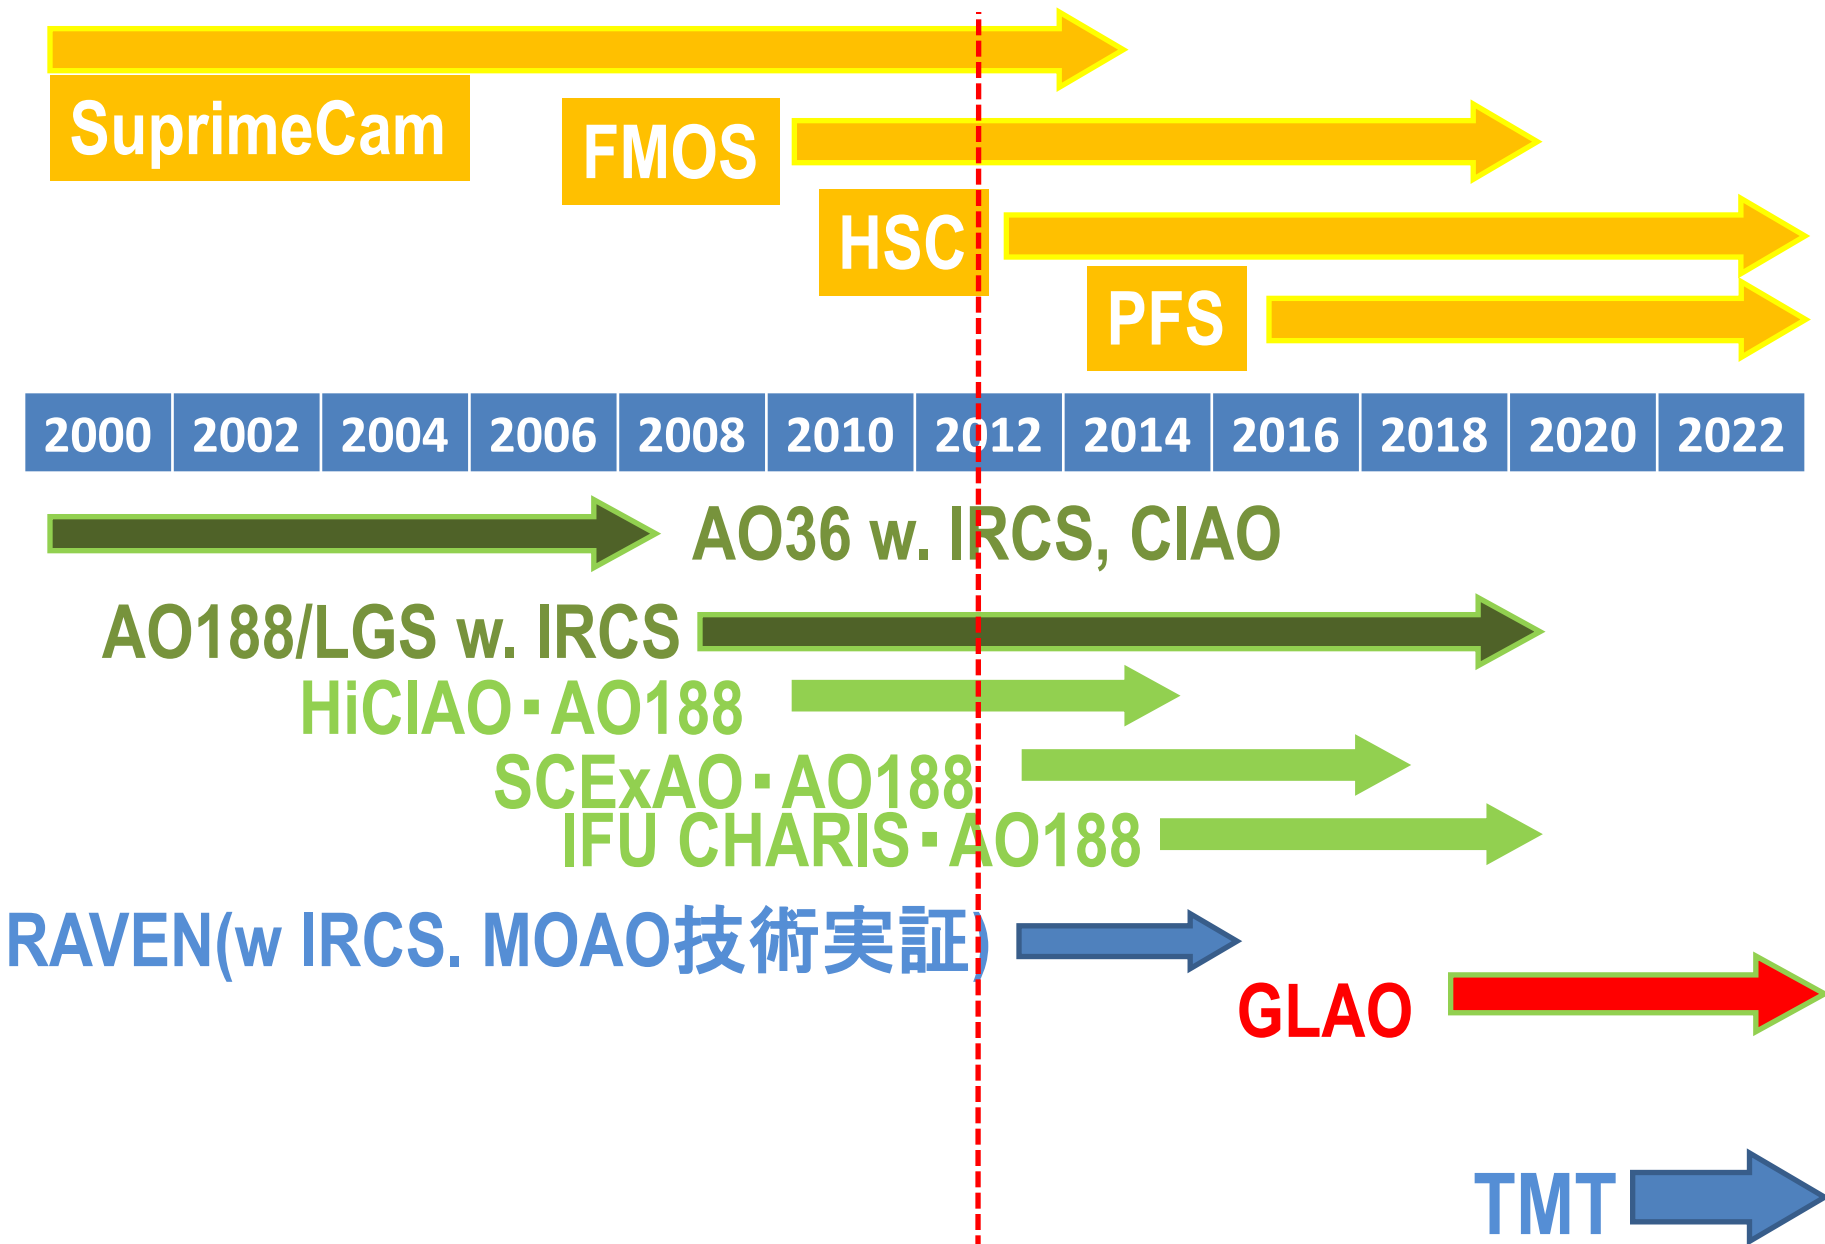 SuprimeCam
FMOS
HSC
PFS
2000 2002 2004 2006 2008 2010 2012 2014 2016 2018 2020 2022
AO36 w. IRCS, CIAO
AO188/LGS w. IRCS
HiCIAO・AO188
SCExAO・AO188
IFU CHARIS・AO188
RAVEN(w IRCS. MOAO技術実証)
GLAO
TMT